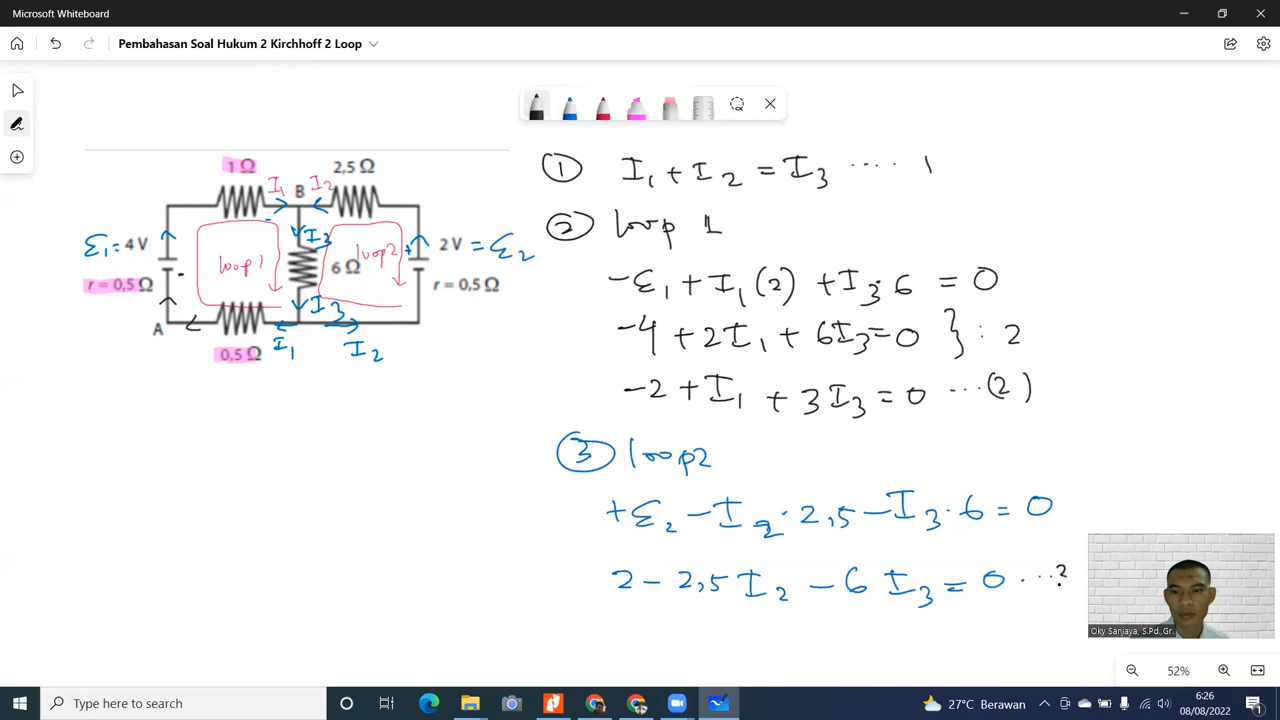 Microsoft Whiteboard
Pembahasan Soal Hukum 2 Kirchhoff 2 Loop
1 Ω
2,5 Ω
I₁
I₂
B
ε₁ = 4 V
r = 0,5 Ω
loop 1
I₃
6 Ω
loop 2
+
2 V = ε₂
r = 0,5 Ω
A
0,5 Ω
I₁
I₃
I₂
① I₁ + I₂ = I₃ .... 1
② loop 1
-ε₁ + I₁(2) + I₃·6 = 0
-4 + 2I₁ + 6I₃ = 0 } : 2
-2 + I₁ + 3I₃ = 0 ...(2)
③ loop 2
+ε₂ - I₂·2,5 - I₃·6 = 0
2 - 2,5 I₂ - 6 I₃ = 0 ...
Oky Sanjaya, S.Pd.,Gr.
52%
Type here to search
27°C Berawan
6:26
08/08/2022